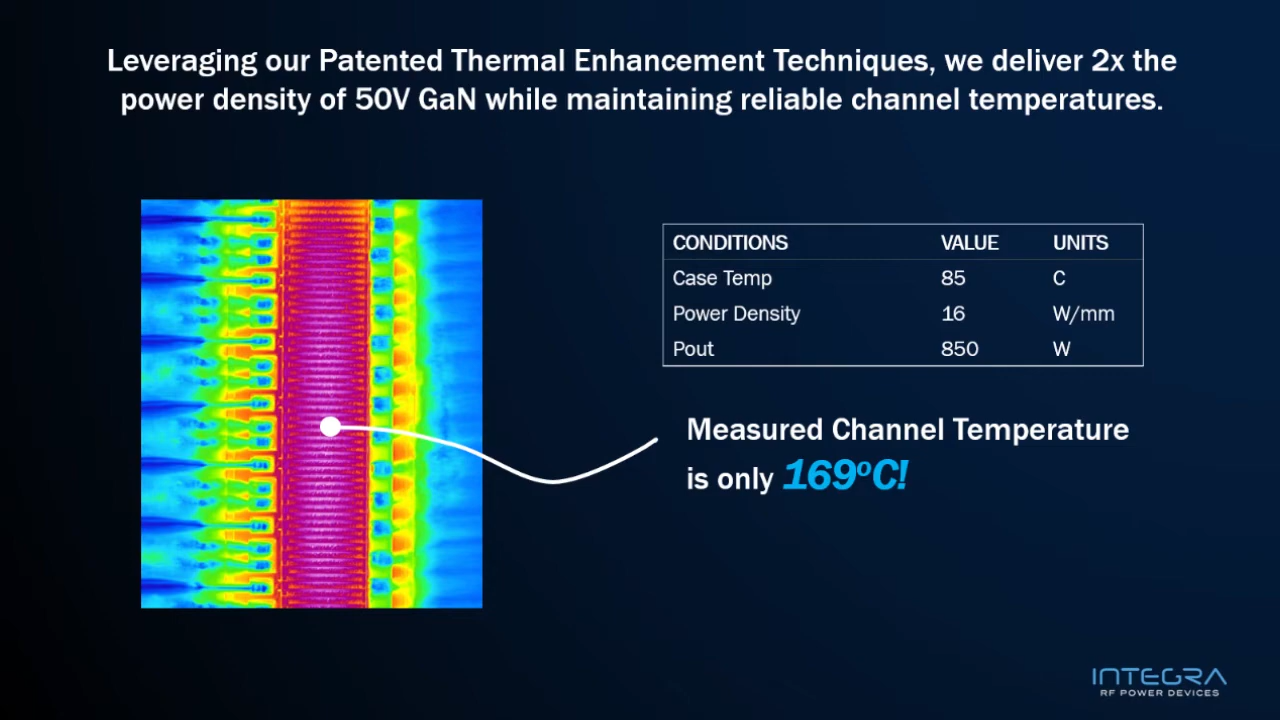 Leveraging our Patented Thermal Enhancement Techniques, we deliver 2x the
power density of 50V GaN while maintaining reliable channel temperatures.
CONDITIONS VALUE UNITS
Case Temp 85 C
Power Density 16 W/mm
Pout 850 W
Measured Channel Temperature
is only 169ºC!
INTEGRA
RF POWER DEVICES